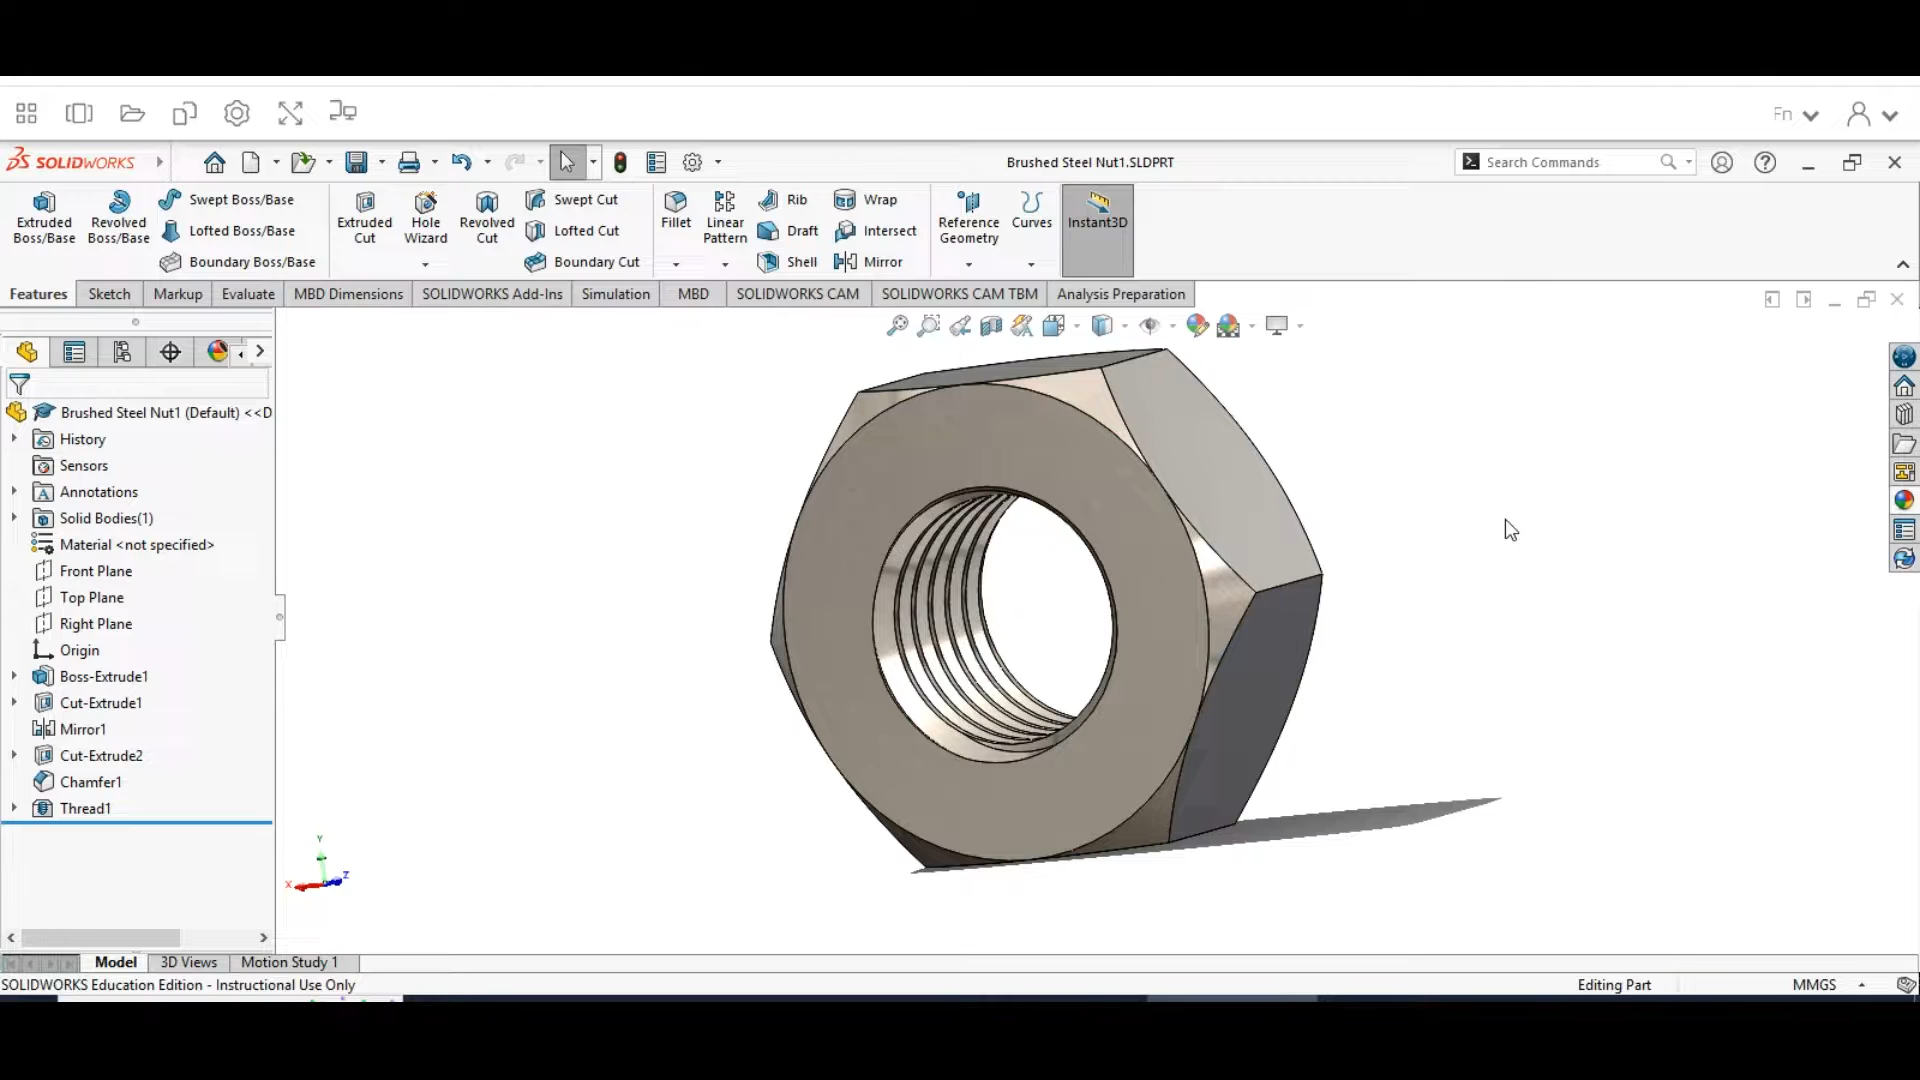 Fn
SOLIDWORKS
Brushed Steel Nut1.SLDPRT
Search Commands
Extruded Boss/Base
Revolved Boss/Base
Swept Boss/Base
Lofted Boss/Base
Boundary Boss/Base
Extruded Cut
Hole Wizard
Revolved Cut
Swept Cut
Lofted Cut
Boundary Cut
Fillet
Linear Pattern
Rib
Draft
Shell
Wrap
Intersect
Mirror
Reference Geometry
Curves
Instant3D
Features
Sketch
Markup
Evaluate
MBD Dimensions
SOLIDWORKS Add-Ins
Simulation
MBD
SOLIDWORKS CAM
SOLIDWORKS CAM TBM
Analysis Preparation
Brushed Steel Nut1 (Default) <<D
History
Sensors
Annotations
Solid Bodies(1)
Material <not specified>
Front Plane
Top Plane
Right Plane
Origin
Boss-Extrude1
Cut-Extrude1
Mirror1
Cut-Extrude2
Chamfer1
Thread1
Y
X
Z
Model
3D Views
Motion Study 1
SOLIDWORKS Education Edition - Instructional Use Only
Editing Part
MMGS